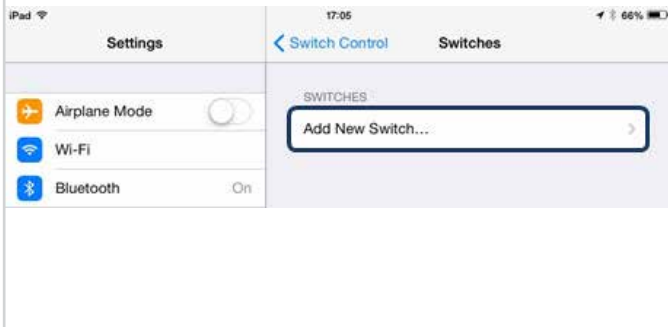 iPad 17:05 66%
Settings
Switch Control Switches
Airplane Mode
Wi-Fi
Bluetooth On
SWITCHES
Add New Switch...